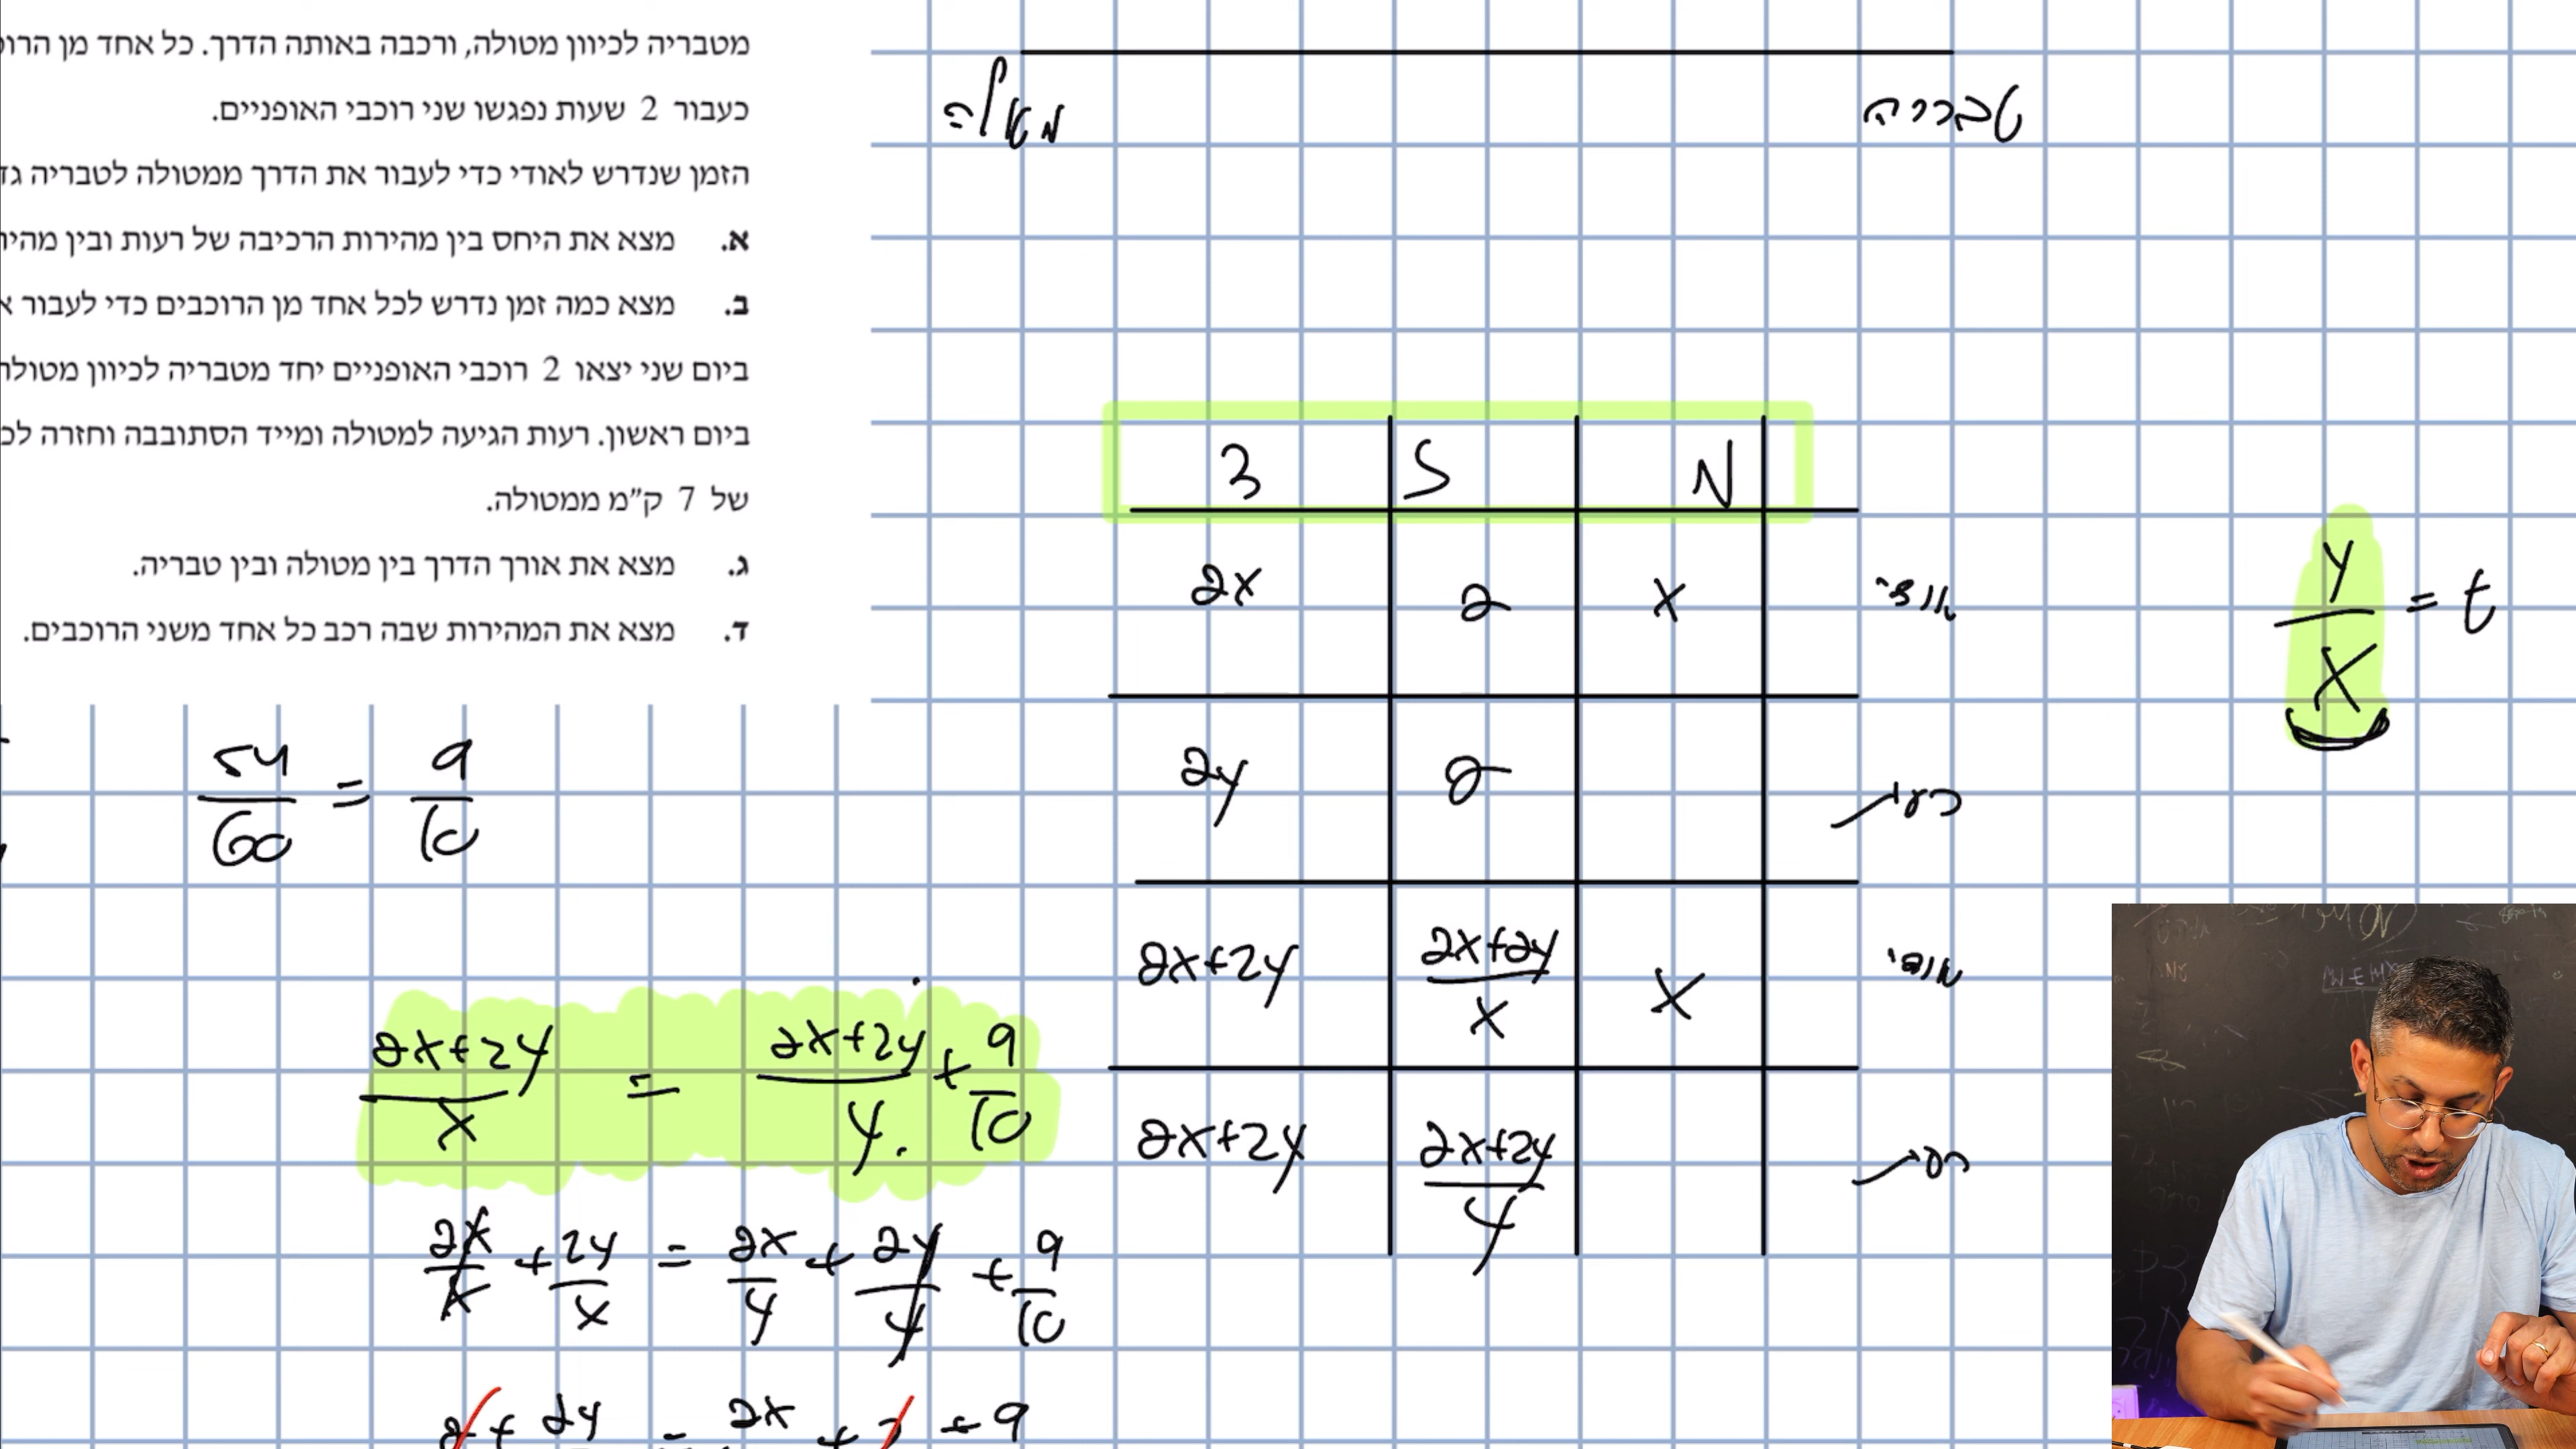 מטבריה לכיוון מטולה, ורכבה באותה הדרך. כל אחד מן
כעבור 2 שעות נפגשו שני רוכבי האופניים.
הזמן שנדרש לאודי כדי לעבור את הדרך ממטולה לטבריה
א. מצא את היחס בין מהירות הרכיבה של רעות ובין
ב. מצא כמה זמן נדרש לכל אחד מן הרוכבים כדי לעבור
ביום שני יצאו 2 רוכבי האופניים יחד מטבריה לכיוון מטולה
ביום ראשון. רעות הגיעה למטולה ומייד הסתובבה וחזרה
של 7 ק"מ ממטולה.
ג. מצא את אורך הדרך בין מטולה ובין טבריה.
ד. מצא את המהירות שבה רכב כל אחד משני הרוכבים.
טבריה מטולה
אודי x 2 2x
רעות 2 2y
אודי x (2x+2y)/x 2x+2y
(2x+2y)/y 2x+2y
y/x = t
54/60 = 9/10
(2x+2y)/x = (2x+2y)/y + 9/10
2x/x + 2y/x = 2x/y + 2y/y + 9/10
2 + 2y = 2x + 2 + 9